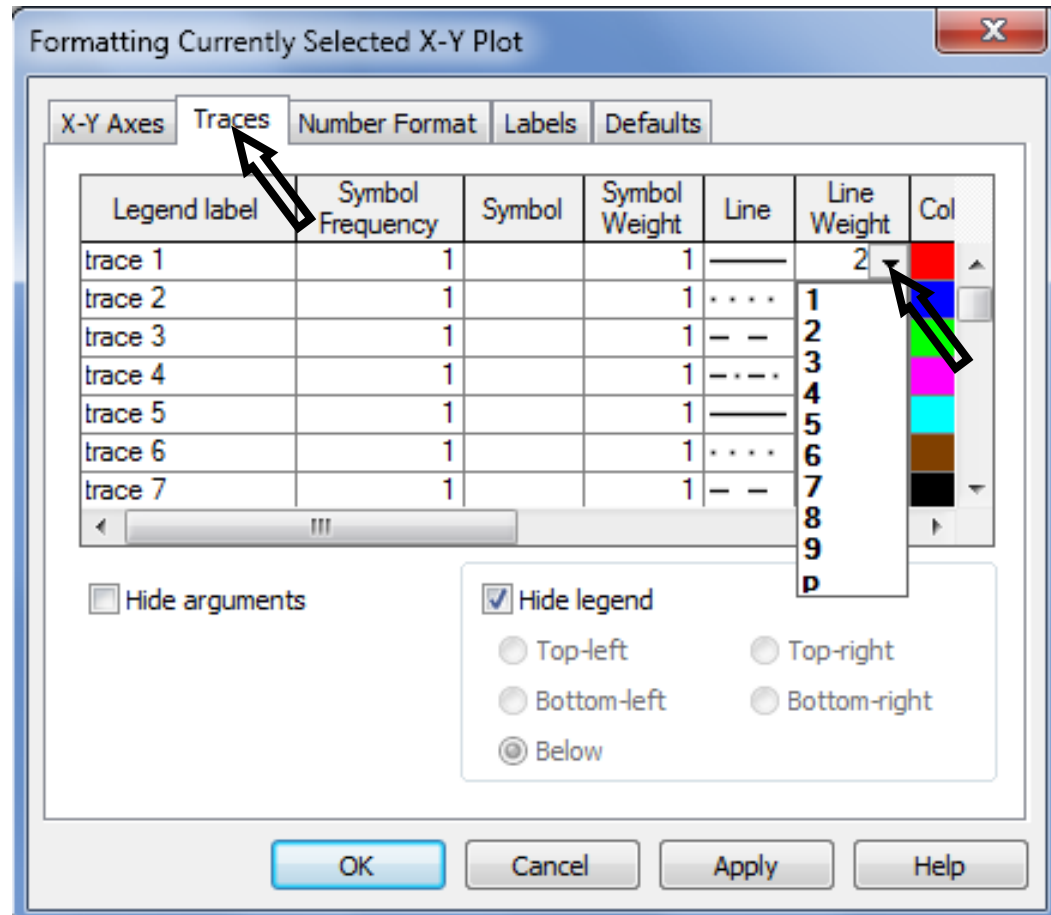 Formatting Currently Selected X-Y Plot
X-Y Axes Traces Number Format Labels Defaults
Legend label Symbol Frequency Symbol Symbol Weight Line Line Weight Col
trace 1 1 1 2
trace 2 1 1
trace 3 1 1
trace 4 1 1
trace 5 1 1
trace 6 1 1
trace 7 1 1
1
2
3
4
5
6
7
8
9
p
Hide arguments
Hide legend
Top-left Top-right
Bottom-left Bottom-right
Below
OK Cancel Apply Help